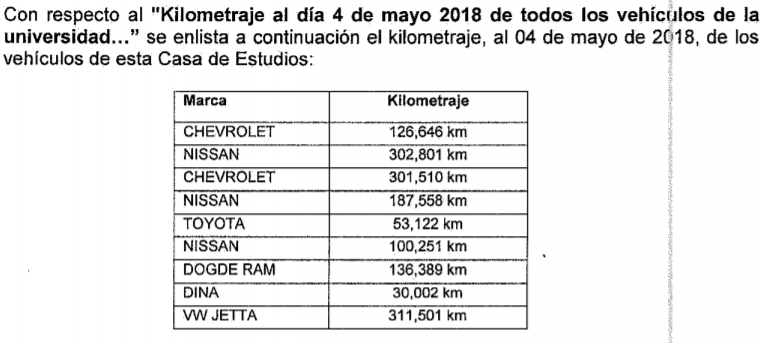 Con respecto al "Kilometraje al día 4 de mayo 2018 de todos los vehículos de la
universidad..." se enlista a continuación el kilometraje, al 04 de mayo de 2018, de los
vehículos de esta Casa de Estudios:
Marca Kilometraje
CHEVROLET 126,646 km
NISSAN 302,801 km
CHEVROLET 301,510 km
NISSAN 187,558 km
TOYOTA 53,122 km
NISSAN 100,251 km
DOGDE RAM 136,389 km
DINA 30,002 km
VW JETTA 311,501 km